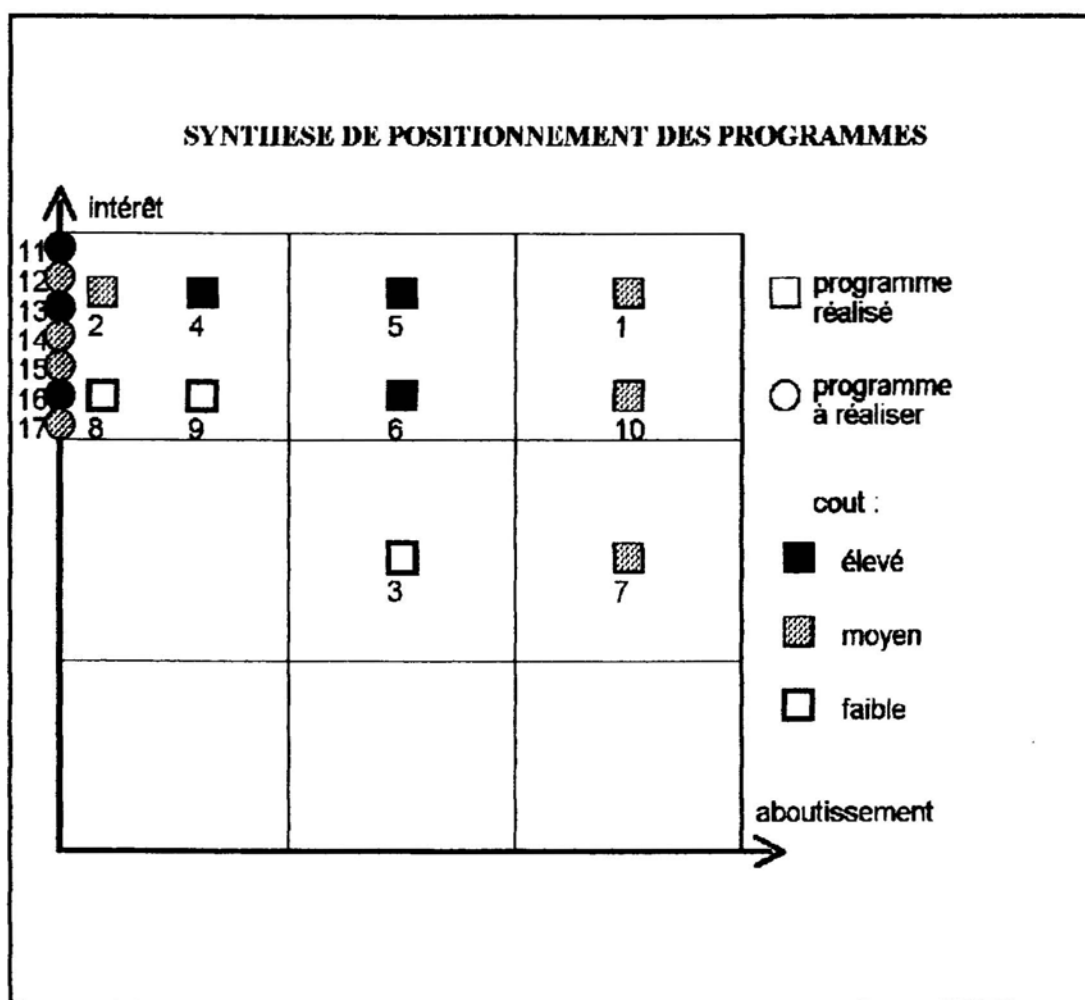 SYNTHESE DE POSITIONNEMENT DES PROGRAMMES
intérêt
11
12
13
14
15
16
17
2
4
5
1
8
9
6
10
3
7
programme
réalisé
programme
à réaliser
cout :
élevé
moyen
faible
aboutissement